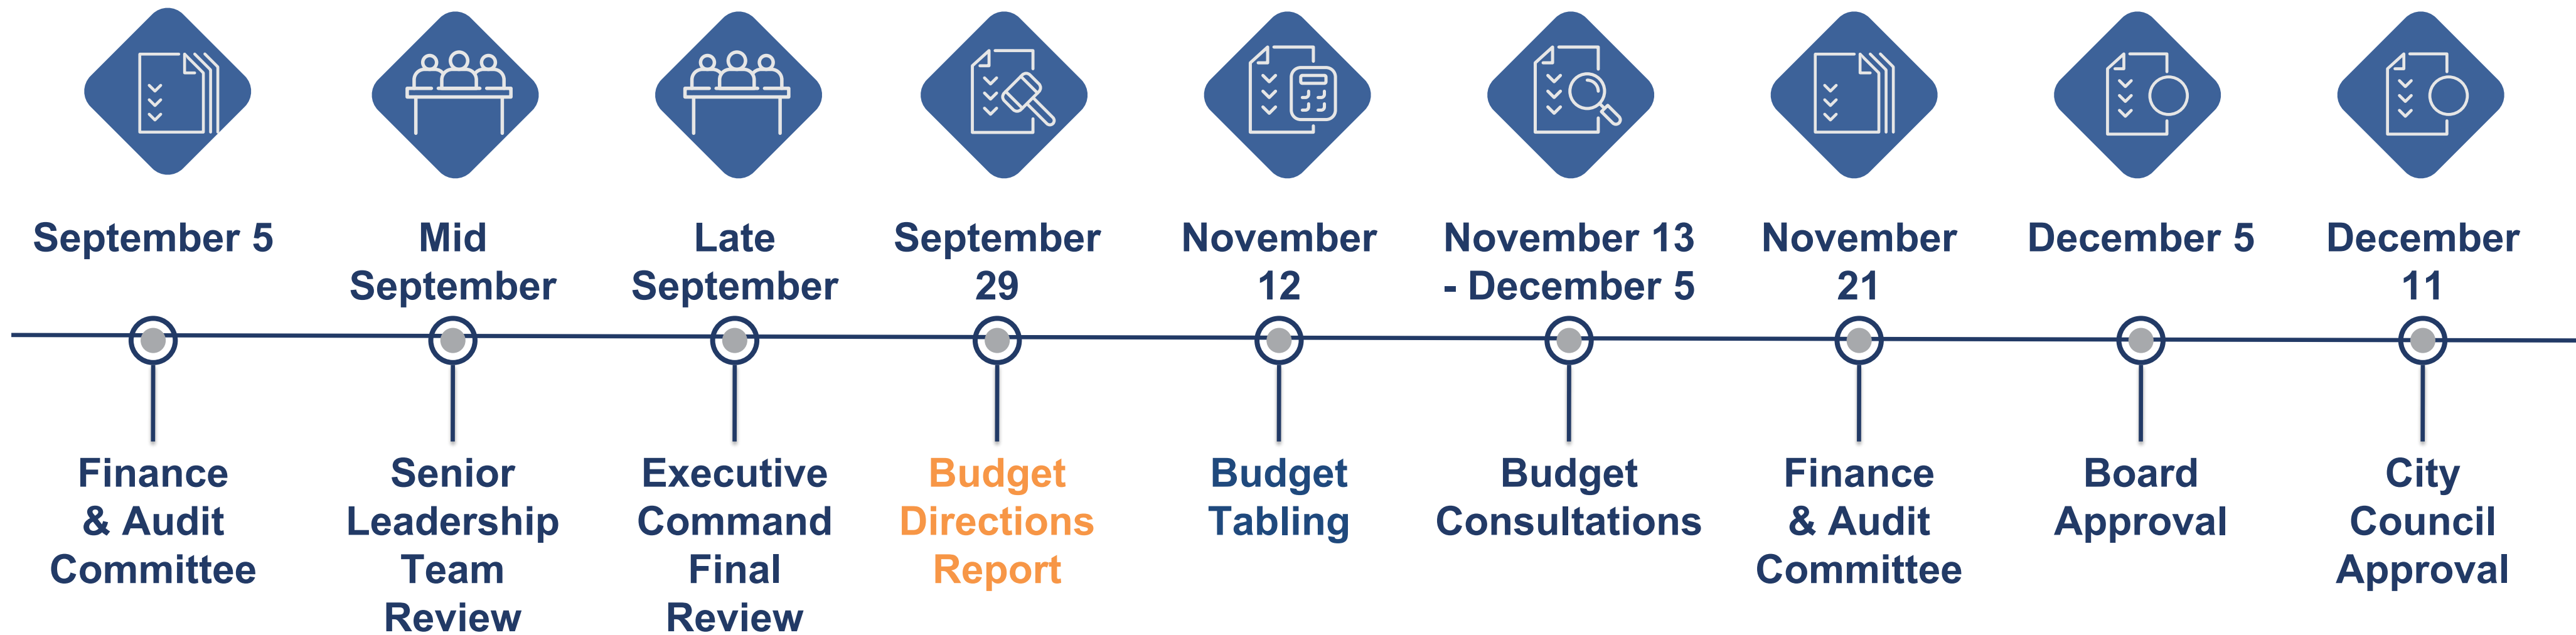 September 5
Mid
September
Late
September
September
29
November
12
November 13
- December 5
November
21
December 5
December
11
Finance
& Audit
Committee
Senior
Leadership
Team
Review
Executive
Command
Final
Review
Budget
Directions
Report
Budget
Tabling
Budget
Consultations
Finance
& Audit
Committee
Board
Approval
City
Council
Approval